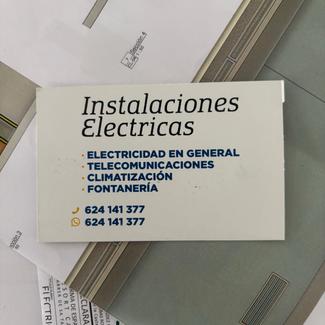 Instalaciones
Electricas
· ELECTRICIDAD EN GENERAL
· TELECOMUNICACIONES
· CLIMATIZACIÓN
· FONTANERÍA
624 141 377
624 141 377